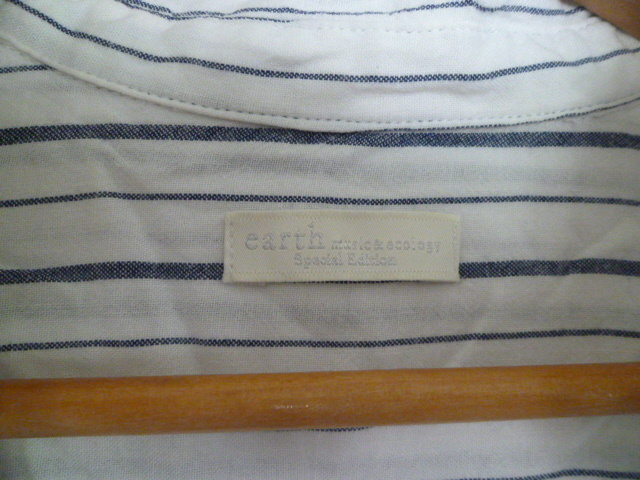 earth music & ecology
Special Edition